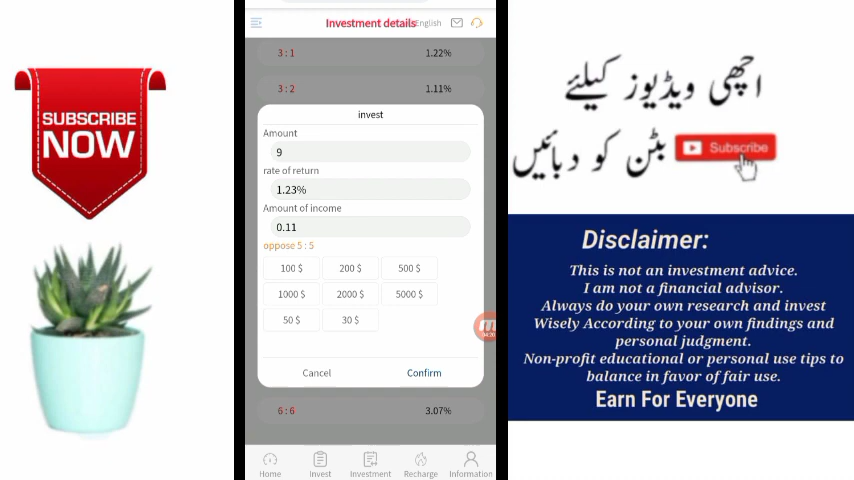 SUBSCRIBE
NOW
Investment details
English
3 : 1 1.22%
3 : 2 1.11%
invest
Amount
9
rate of return
1.23%
Amount of income
0.11
oppose 5 : 5
100 $ 200 $ 500 $
1000 $ 2000 $ 5000 $
50 $ 30 $
Cancel Confirm
6 : 6 3.07%
Home Invest Investment Recharge Information
04:20
اچھی ویڈیوز کیلئے
بٹن کو دبائیں
Subscribe
Disclaimer:
This is not an investment advice.
I am not a financial advisor.
Always do your own research and invest
Wisely According to your own findings and
personal judgment.
Non-profit educational or personal use tips to
balance in favor of fair use.
Earn For Everyone